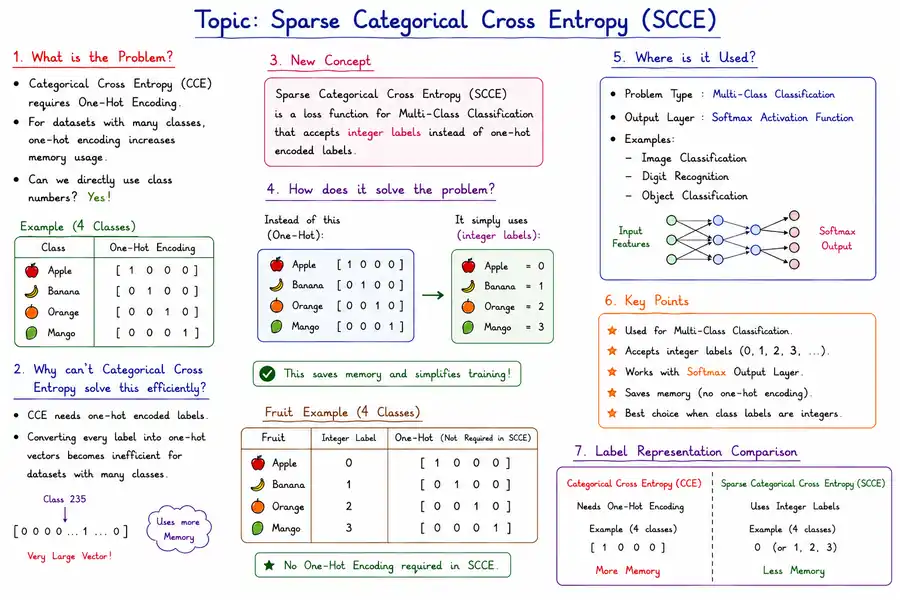 Topic: Sparse Categorical Cross Entropy (SCCE)
1. What is the Problem?
• Categorical Cross Entropy (CCE)
requires One-Hot Encoding.
• For datasets with many classes,
one-hot encoding increases
memory usage.
• Can we directly use class
numbers? Yes!
Example (4 Classes)
Class One-Hot Encoding
Apple [ 1 0 0 0 ]
Banana [ 0 1 0 0 ]
Orange [ 0 0 1 0 ]
Mango [ 0 0 0 1 ]
2. Why can't Categorical Cross
Entropy solve this efficiently?
• CCE needs one-hot encoded labels.
• Converting every label into one-hot
vectors becomes inefficient for
datasets with many classes.
Class 235
[ 0 0 0 0 ... 1 ... 0 ]
Very Large Vector!
Uses more
Memory
3. New Concept
Sparse Categorical Cross Entropy (SCCE)
is a loss function for Multi-Class Classification
that accepts integer labels instead of one-hot
encoded labels.
4. How does it solve the problem?
Instead of this
(One-Hot):
Apple [ 1 0 0 0 ]
Banana [ 0 1 0 0 ]
Orange [ 0 0 1 0 ]
Mango [ 0 0 0 1 ]
It simply uses
(integer labels):
Apple = 0
Banana = 1
Orange = 2
Mango = 3
This saves memory and simplifies training!
Fruit Example (4 Classes)
Fruit Integer Label One-Hot (Not Required in SCCE)
Apple 0 [ 1 0 0 0 ]
Banana 1 [ 0 1 0 0 ]
Orange 2 [ 0 0 1 0 ]
Mango 3 [ 0 0 0 1 ]
★ No One-Hot Encoding required in SCCE.
5. Where is it Used?
• Problem Type : Multi-Class Classification
• Output Layer : Softmax Activation Function
• Examples:
– Image Classification
– Digit Recognition
– Object Classification
Input
Features
Softmax
Output
6. Key Points
☆ Used for Multi-Class Classification.
☆ Accepts integer labels (0, 1, 2, 3, ...).
☆ Works with Softmax Output Layer.
☆ Saves memory (no one-hot encoding).
☆ Best choice when class labels are integers.
7. Label Representation Comparison
Categorical Cross Entropy (CCE)
Needs One-Hot Encoding
Example (4 classes)
[ 1 0 0 0 ]
More Memory
Sparse Categorical Cross Entropy (SCCE)
Uses Integer Labels
Example (4 classes)
0 (or 1, 2, 3)
Less Memory